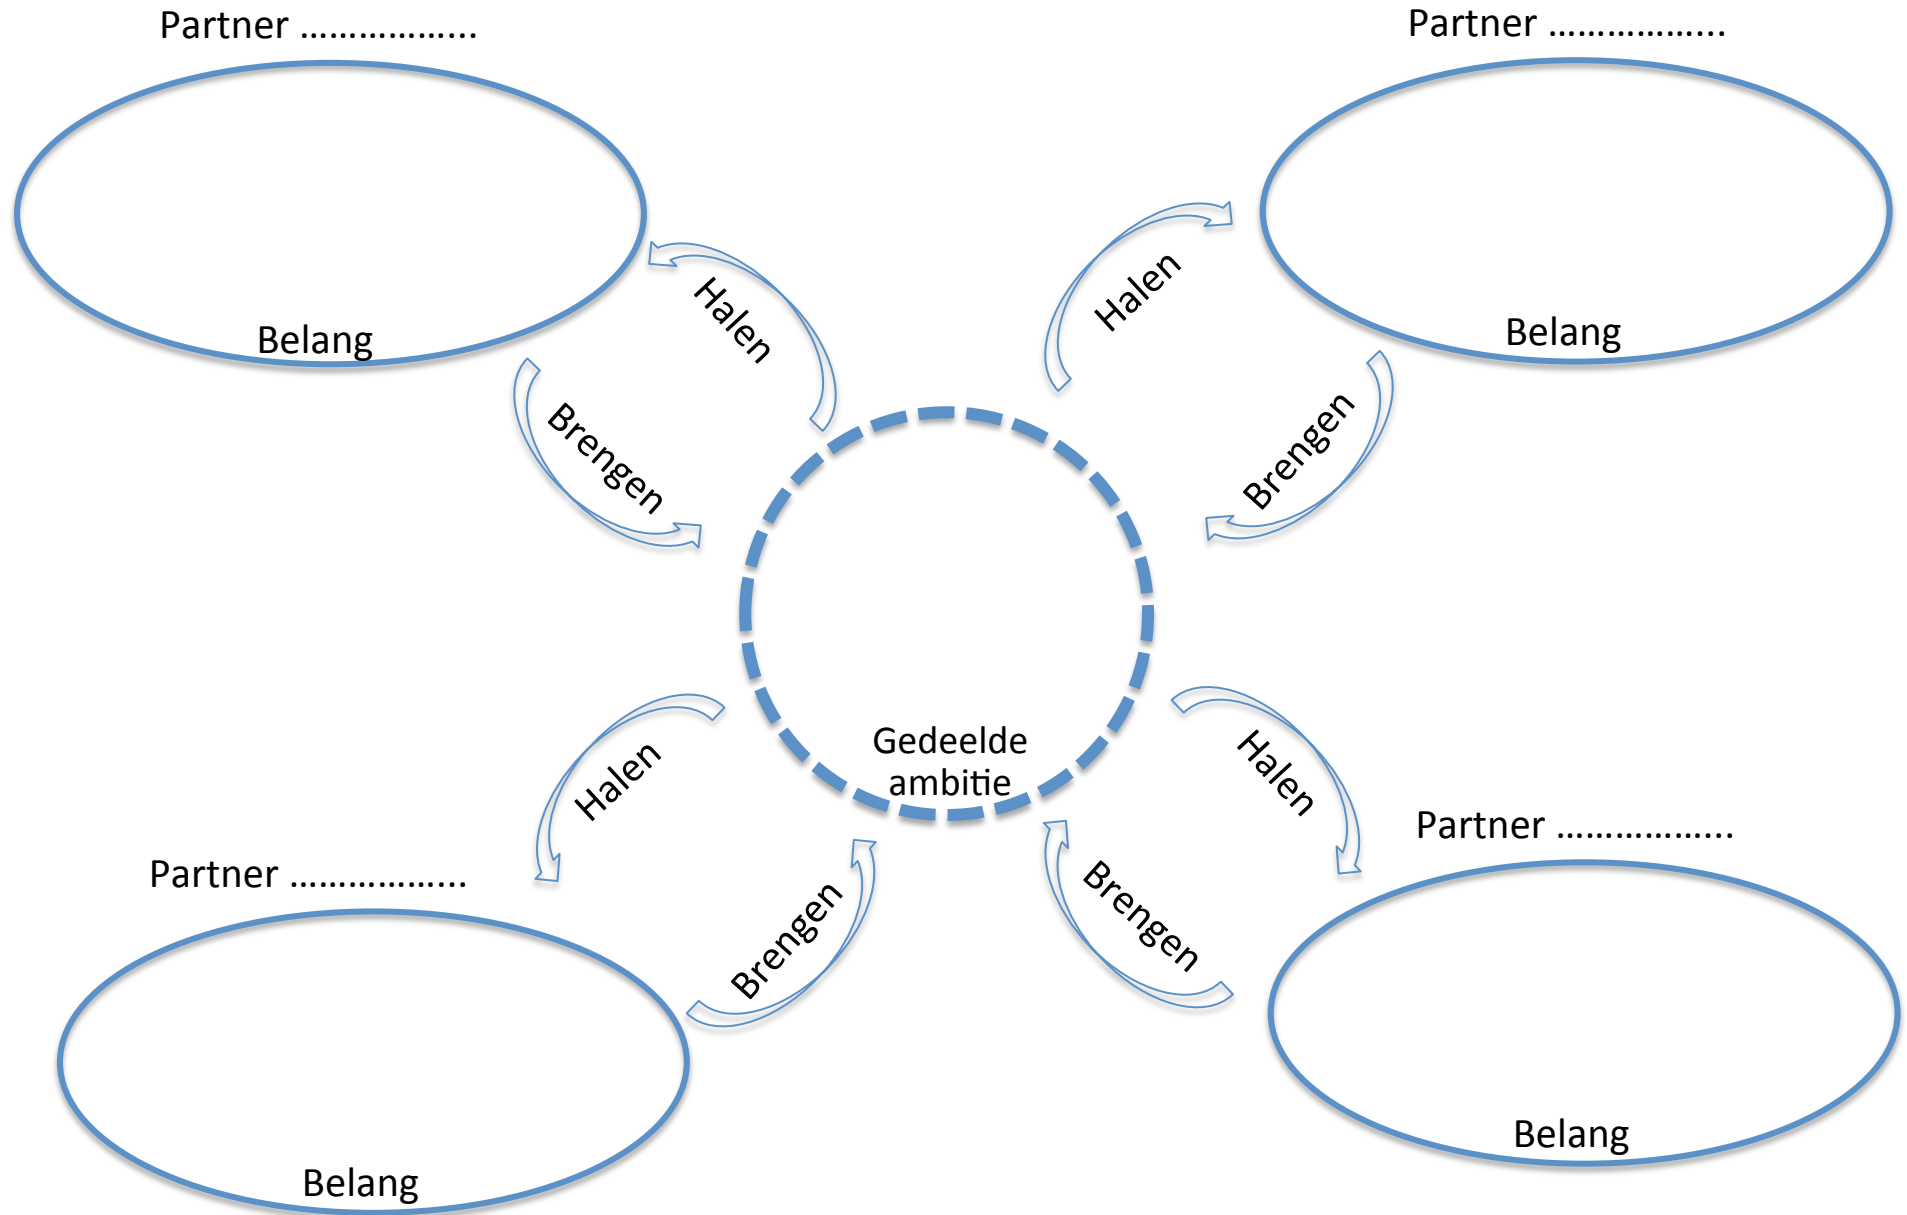 Partner ………………
Partner ………………
Halen
Halen
Belang
Belang
Brengen
Brengen
Gedeelde
ambitie
Halen
Halen
Partner ………………
Partner ………………
Brengen
Brengen
Belang
Belang